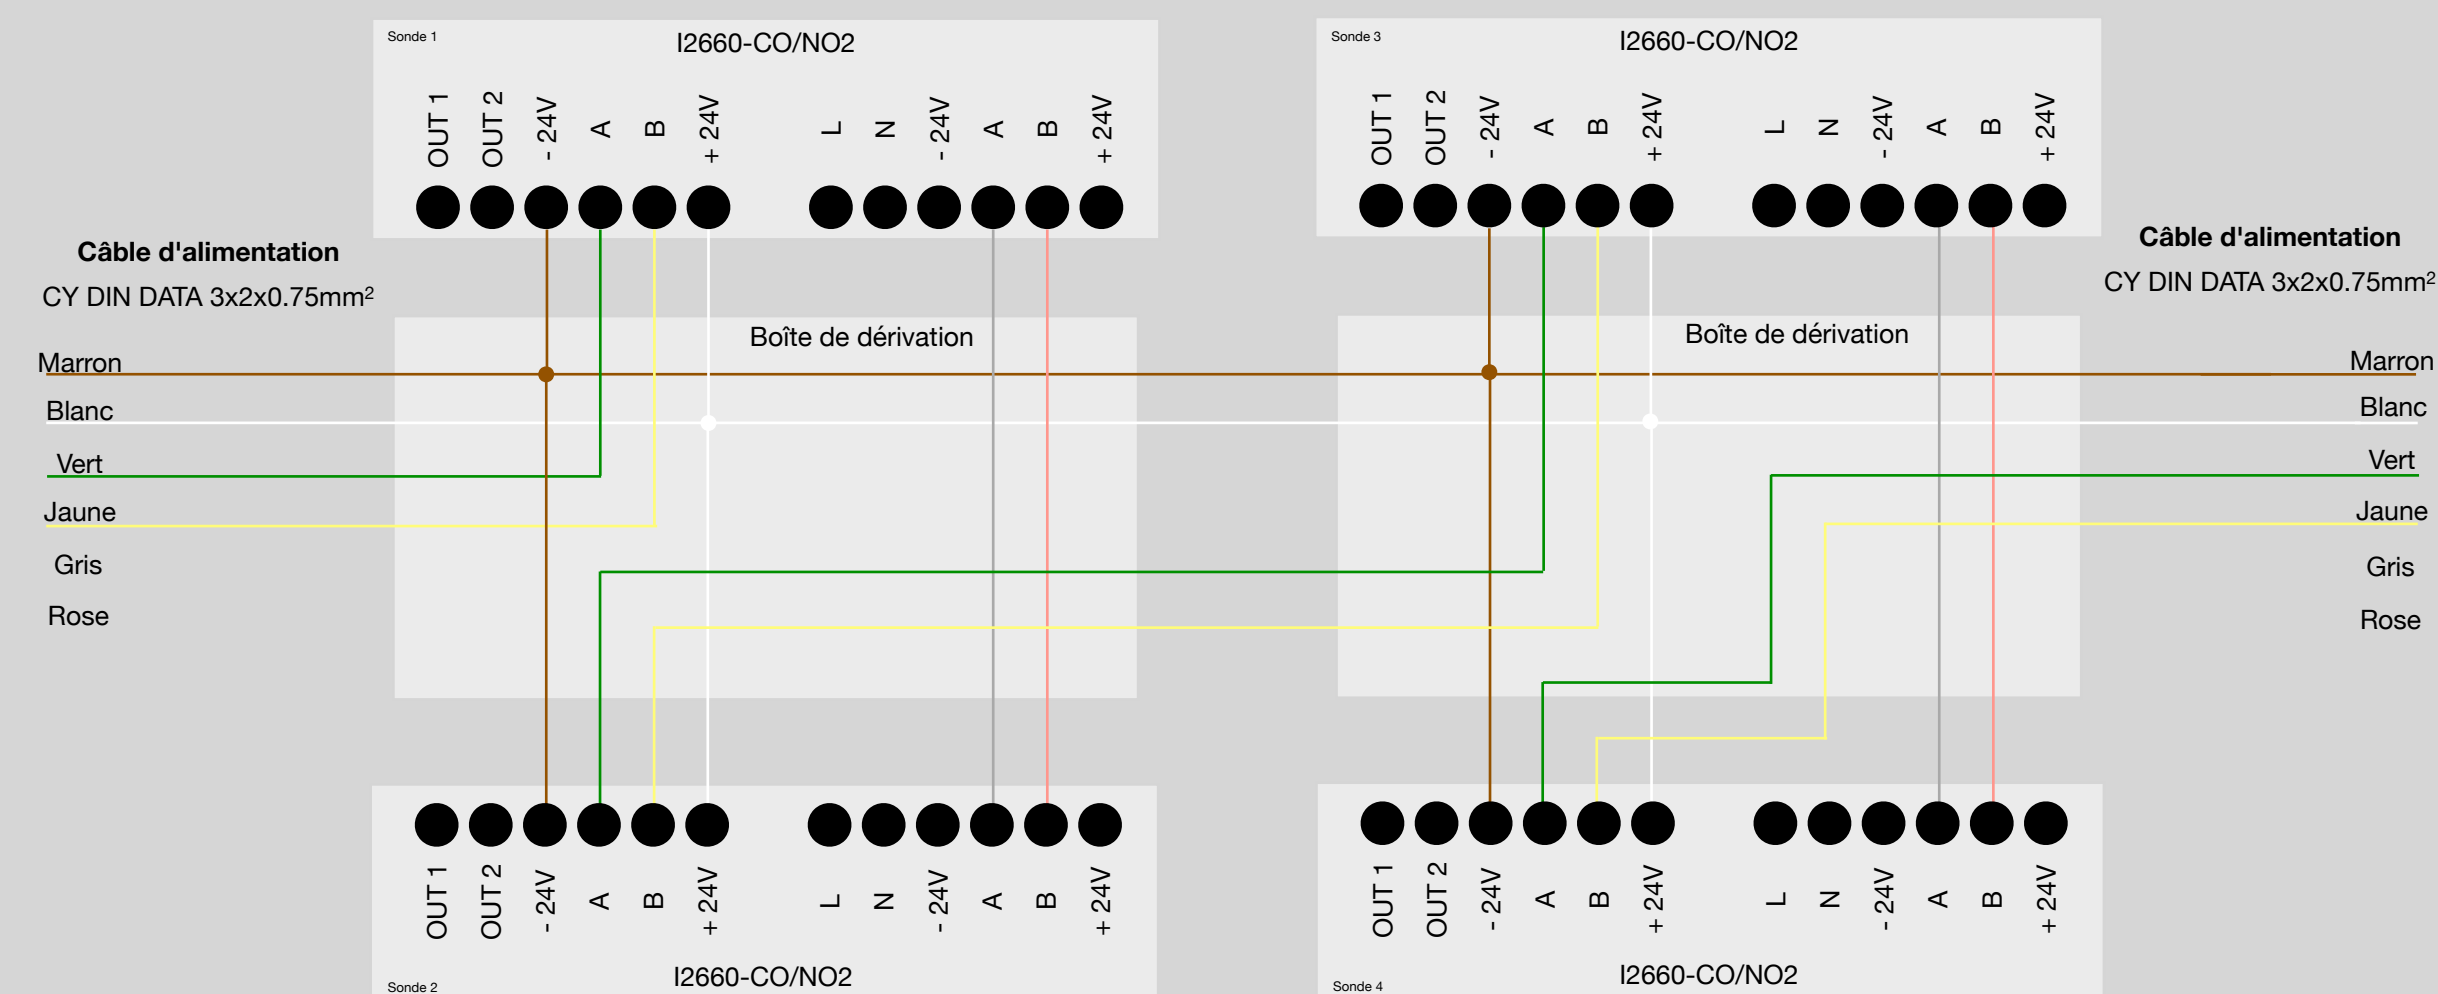 Sonde 1
I2660-CO/NO2
OUT 1
OUT 2
- 24V
A
B
+ 24V
L
N
- 24V
A
B
+ 24V
Sonde 3
I2660-CO/NO2
OUT 1
OUT 2
- 24V
A
B
+ 24V
L
N
- 24V
A
B
+ 24V
Câble d'alimentation
CY DIN DATA 3x2x0.75mm²
Câble d'alimentation
CY DIN DATA 3x2x0.75mm²
Boîte de dérivation
Boîte de dérivation
Marron
Blanc
Vert
Jaune
Gris
Rose
Marron
Blanc
Vert
Jaune
Gris
Rose
OUT 1
OUT 2
- 24V
A
B
+ 24V
L
N
- 24V
A
B
+ 24V
I2660-CO/NO2
Sonde 2
OUT 1
OUT 2
- 24V
A
B
+ 24V
L
N
- 24V
A
B
+ 24V
I2660-CO/NO2
Sonde 4